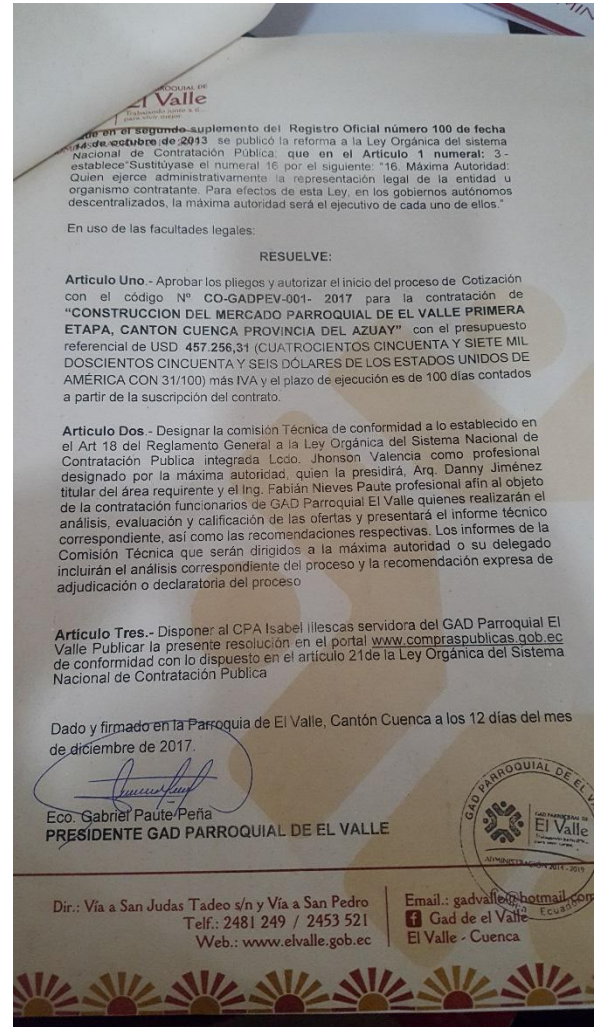 PARROQUIAL DE
El Valle
Trabajando junto a ti...
para vivir mejor
Que en el segundo suplemento del Registro Oficial número 100 de fecha
14 de octubre de 2013 se publicó la reforma a la Ley Orgánica del sistema
Nacional de Contratación Pública; que en el Articulo 1 numeral: 3.-
establece"Sustitúyase el numeral 16 por el siguiente: "16. Máxima Autoridad:
Quien ejerce administrativamente la representación legal de la entidad u
organismo contratante. Para efectos de esta Ley, en los gobiernos autónomos
descentralizados, la máxima autoridad será el ejecutivo de cada uno de ellos."
En uso de las facultades legales:
RESUELVE:
Articulo Uno.- Aprobar los pliegos y autorizar el inicio del proceso de Cotización
con el código Nº CO-GADPEV-001- 2017 para la contratación de
"CONSTRUCCION DEL MERCADO PARROQUIAL DE EL VALLE PRIMERA
ETAPA, CANTON CUENCA PROVINCIA DEL AZUAY" con el presupuesto
referencial de USD 457.256,31 (CUATROCIENTOS CINCUENTA Y SIETE MIL
DOSCIENTOS CINCUENTA Y SEIS DÓLARES DE LOS ESTADOS UNIDOS DE
AMÉRICA CON 31/100) más IVA y el plazo de ejecución es de 100 días contados
a partir de la suscripción del contrato.
Articulo Dos.- Designar la comisión Técnica de conformidad a lo establecido en
el Art 18 del Reglamento General a la Ley Orgánica del Sistema Nacional de
Contratación Publica integrada Lcdo. Jhonson Valencia como profesional
designado por la máxima autoridad, quien la presidirá, Arq. Danny Jiménez
titular del área requirente y el Ing. Fabián Nieves Paute profesional afín al objeto
de la contratación funcionarios de GAD Parroquial El Valle quienes realizarán el
análisis, evaluación y calificación de las ofertas y presentará el informe técnico
correspondiente, así como las recomendaciones respectivas. Los informes de la
Comisión Técnica que serán dirigidos a la máxima autoridad o su delegado
incluirán el análisis correspondiente del proceso y la recomendación expresa de
adjudicación o declaratoria del proceso
Artículo Tres.- Disponer al CPA Isabel Illescas servidora del GAD Parroquial El
Valle Publicar la presente resolución en el portal www.compraspublicas.gob.ec
de conformidad con lo dispuesto en el artículo 21de la Ley Orgánica del Sistema
Nacional de Contratación Publica
Dado y firmado en la Parroquia de El Valle, Cantón Cuenca a los 12 días del mes
de diciembre de 2017.
Eco. Gabriel Paute Peña
PRESIDENTE GAD PARROQUIAL DE EL VALLE
GAD PARROQUIAL DE EL
GAD PARROQUIAL DE
El Valle
ADMINISTRACIÓN 2014 - 2019
Ecuador
Dir.: Vía a San Judas Tadeo s/n y Vía a San Pedro
Telf.: 2481 249 / 2453 521
Web.: www.elvalle.gob.ec
Email.: gadvalle@hotmail.com
Gad de el Valle
El Valle - Cuenca